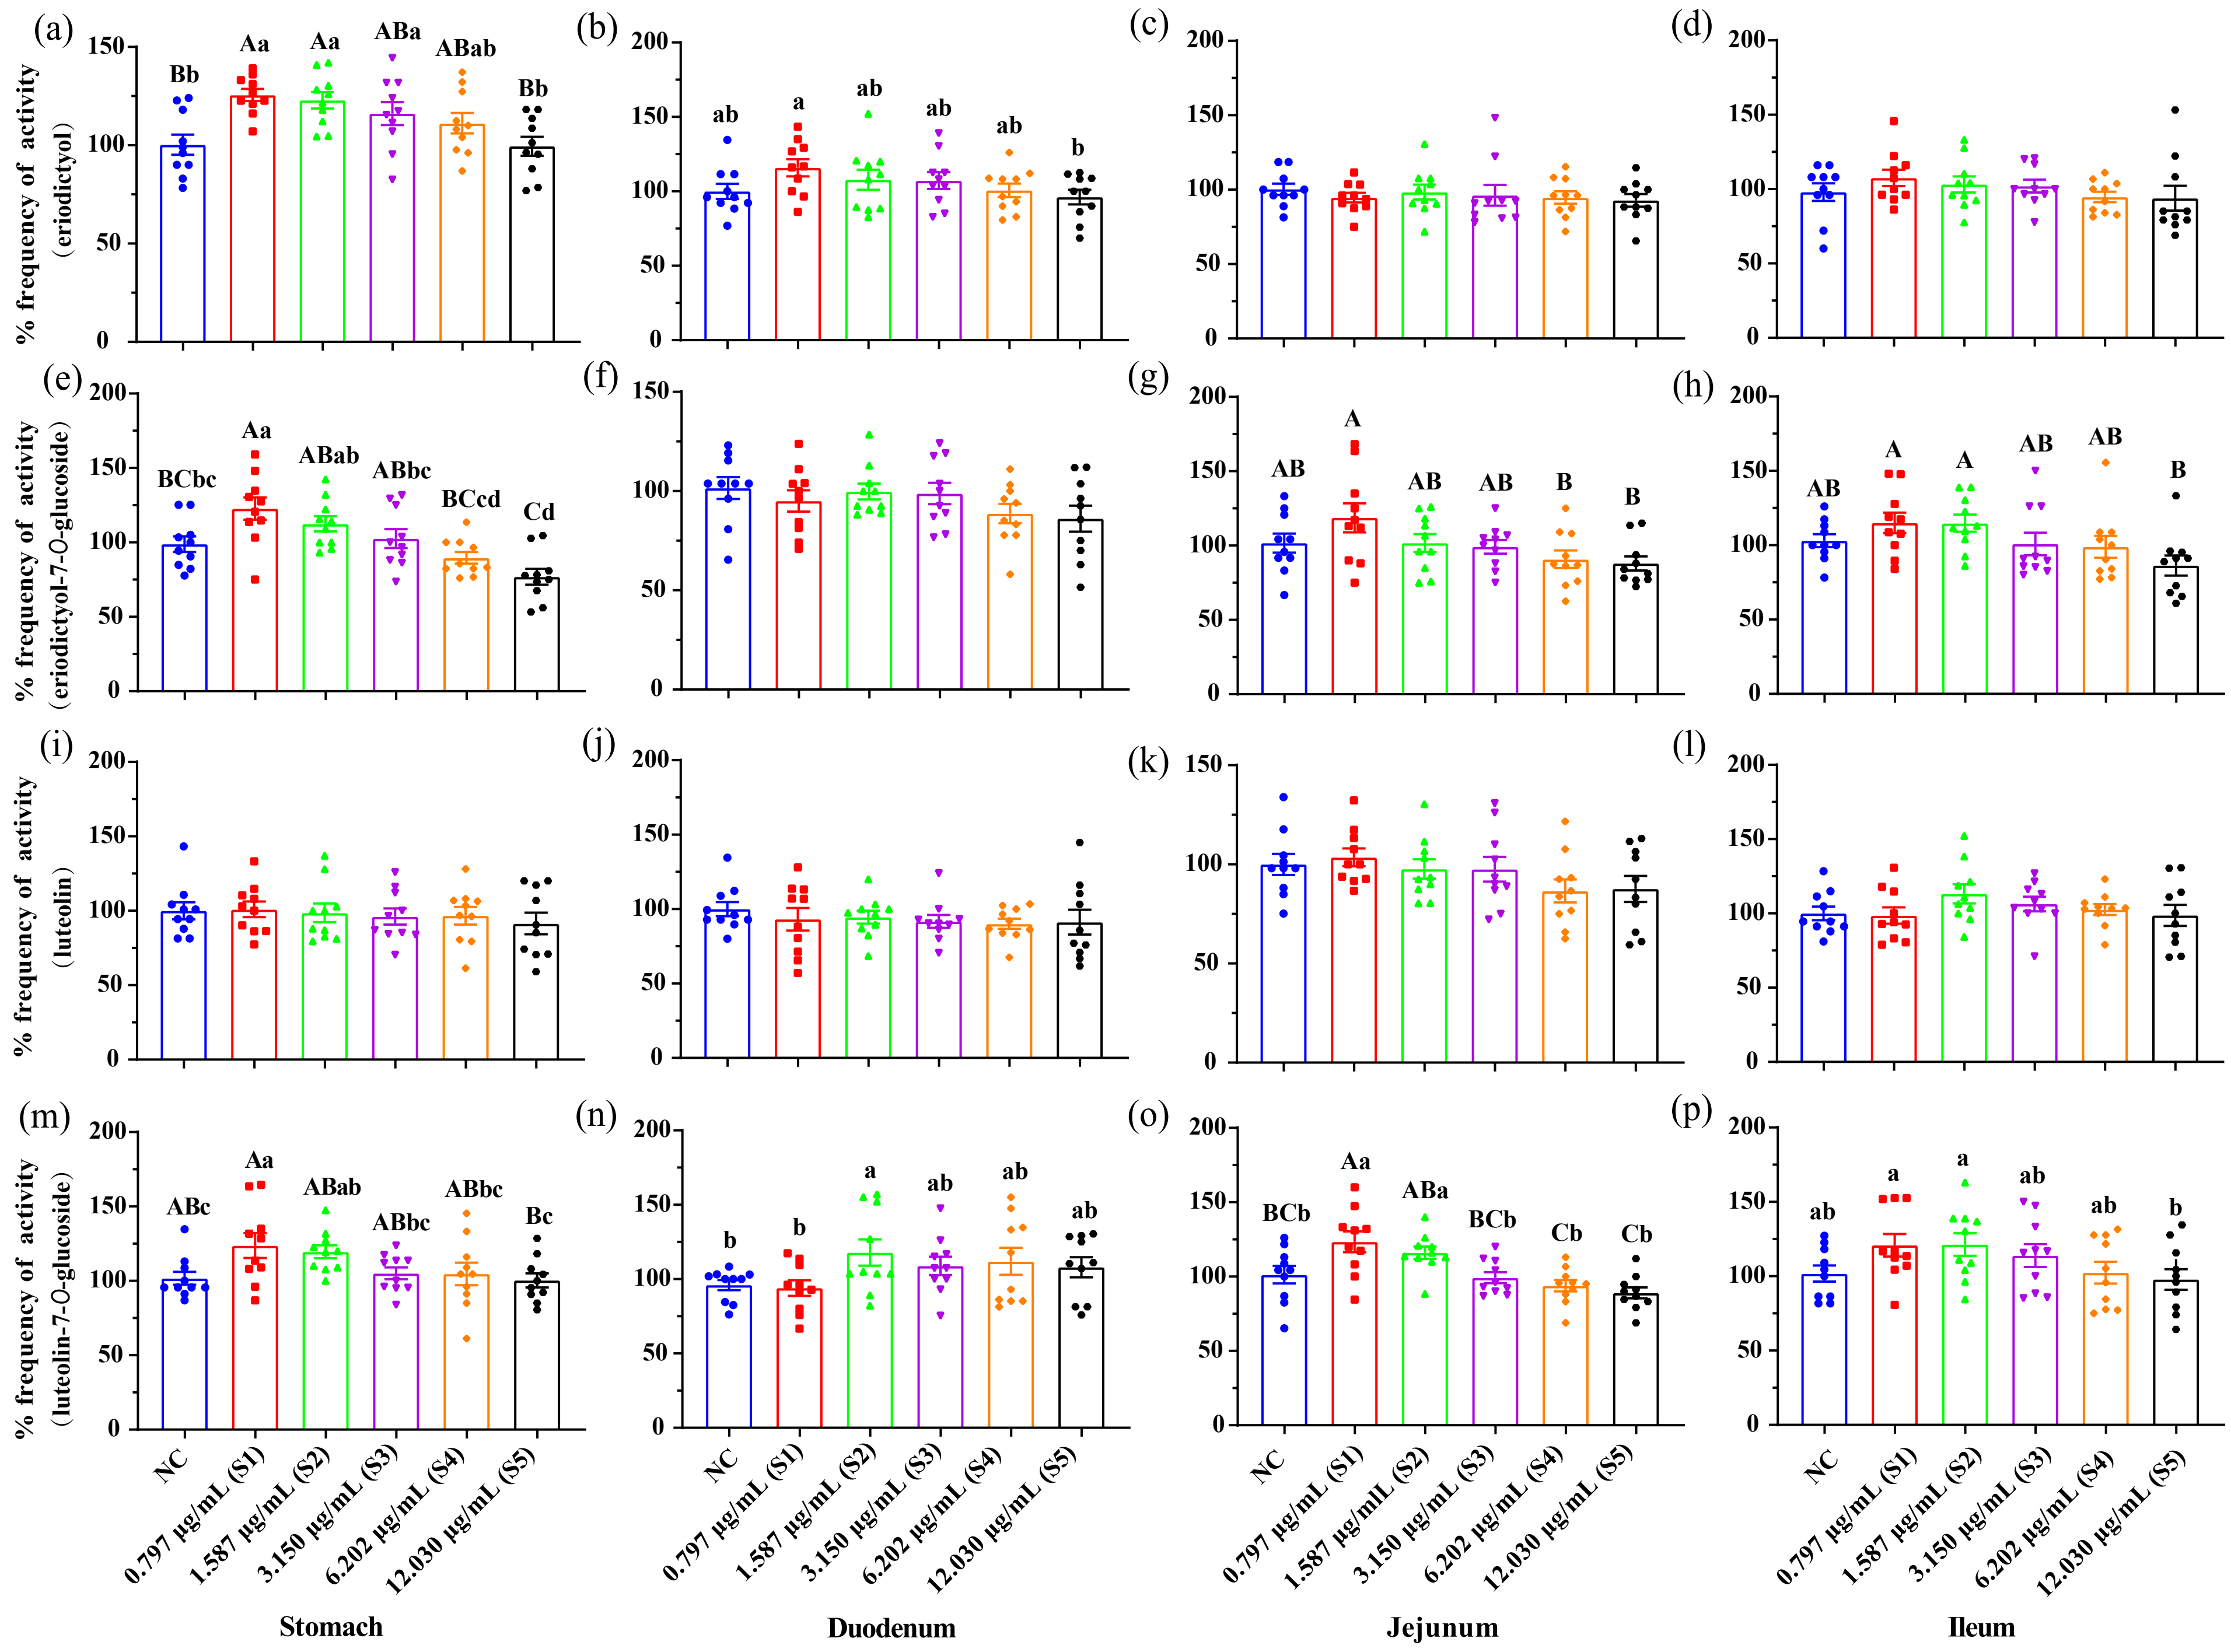 (a)
% frequency of activity
(eriodictyol)
150
100
50
0
Bb
Aa
Aa
ABa
ABab
Bb
(b)
200
150
100
50
0
ab
a
ab
ab
ab
b
(c)
200
150
100
50
0
(d)
200
150
100
50
0
(e)
% frequency of activity
(eriodictyol-7-O-glucoside)
200
150
100
50
0
BCbc
Aa
ABab
ABbc
BCcd
Cd
(f)
150
100
50
0
(g)
200
150
100
50
0
AB
A
AB
AB
B
B
(h)
200
150
100
50
0
AB
A
A
AB
AB
B
(i)
% frequency of activity
(luteolin)
200
150
100
50
0
(j)
200
150
100
50
0
(k)
150
100
50
0
(l)
200
150
100
50
0
(m)
% frequency of activity
(luteolin-7-O-glucoside)
200
150
100
50
0
ABc
Aa
ABab
ABbc
ABbc
Bc
NC
0.797 µg/mL (S1)
1.587 µg/mL (S2)
3.150 µg/mL (S3)
6.202 µg/mL (S4)
12.030 µg/mL (S5)
Stomach
(n)
200
150
100
50
0
b
b
a
ab
ab
ab
NC
0.797 µg/mL (S1)
1.587 µg/mL (S2)
3.150 µg/mL (S3)
6.202 µg/mL (S4)
12.030 µg/mL (S5)
Duodenum
(o)
200
150
100
50
0
BCb
Aa
ABa
BCb
Cb
Cb
NC
0.797 µg/mL (S1)
1.587 µg/mlL (S2)
3.150 µg/mL (S3)
6.202 µg/mL (S4)
12.030 µg/mL (S5)
Jejunum
(p)
200
150
100
50
0
ab
a
a
ab
ab
b
NC
0.797 µg/mL (S1)
1.587 µg/mL (S2)
3.150 µg/mL (S3)
6.202 µg/mL (S4)
12.030 µg/mL (S5)
Ileum